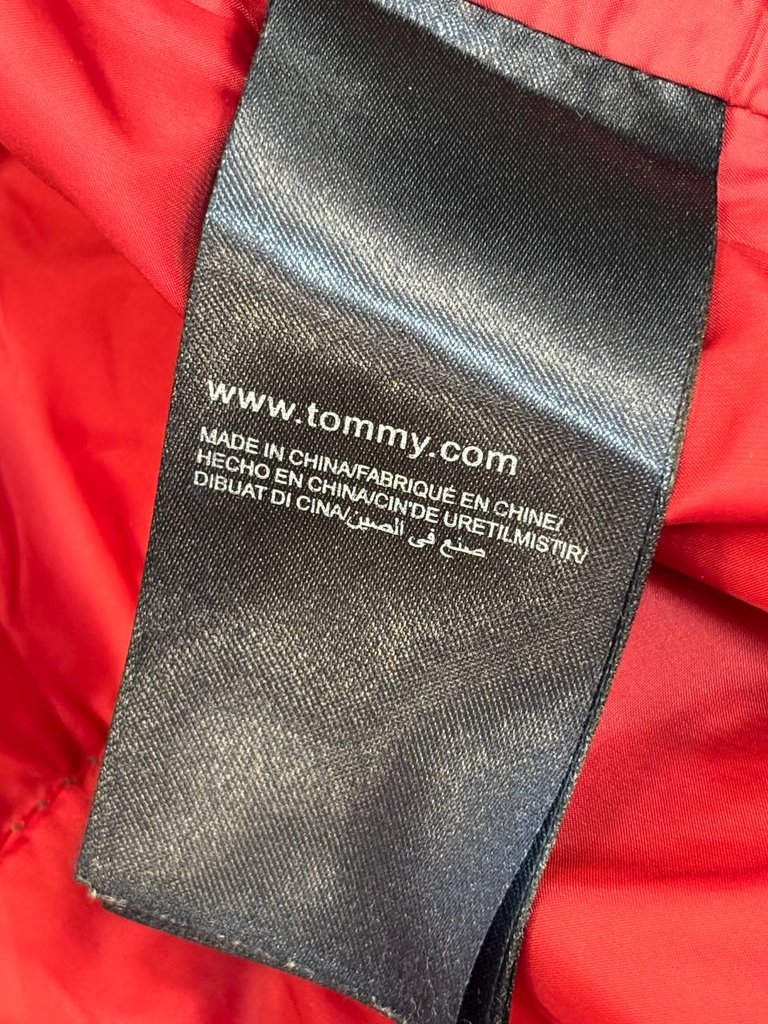 www.tommy.com
MADE IN CHINA/FABRIQUÉ EN CHINE/
HECHO EN CHINA/CIN'DE URETILMISTIR/
DIBUAT DI CINA/صنع في الصين